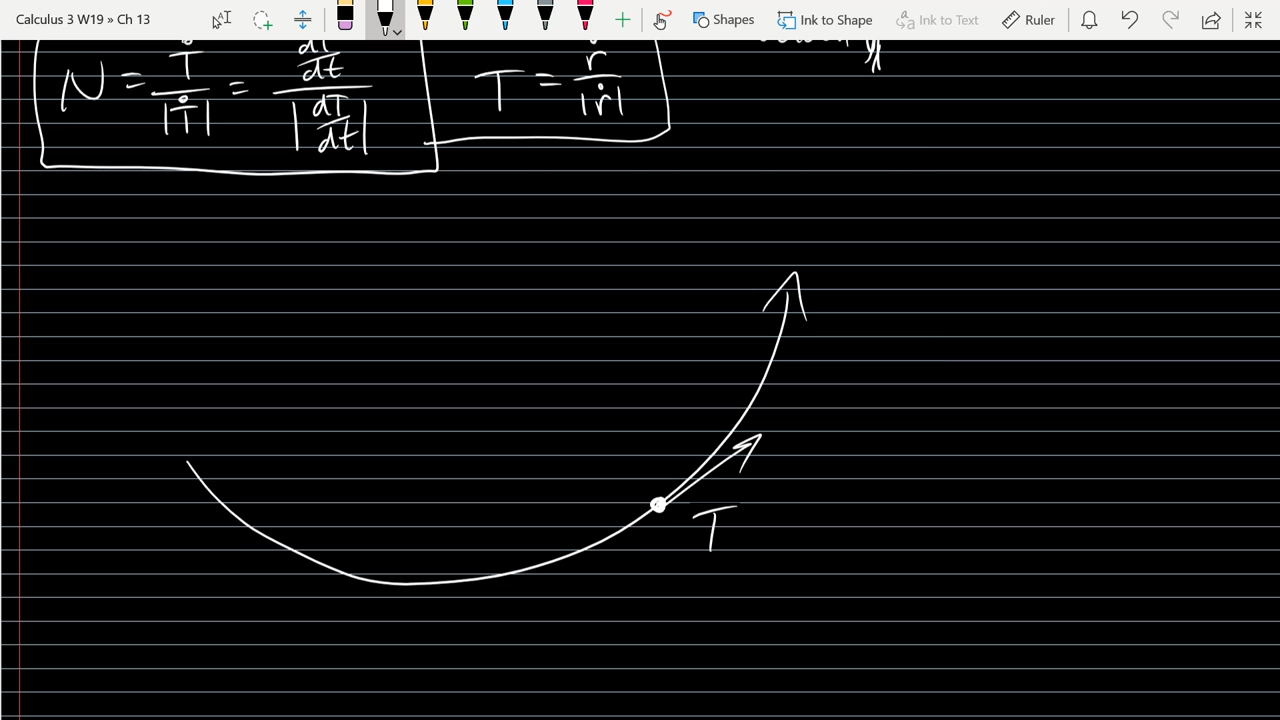 Calculus 3 W19 » Ch 13
Shapes
Ink to Shape
Ink to Text
Ruler
N = Ṫ / |Ṫ| = dT/dt / |dT/dt|
T = ṙ / |ṙ|
T